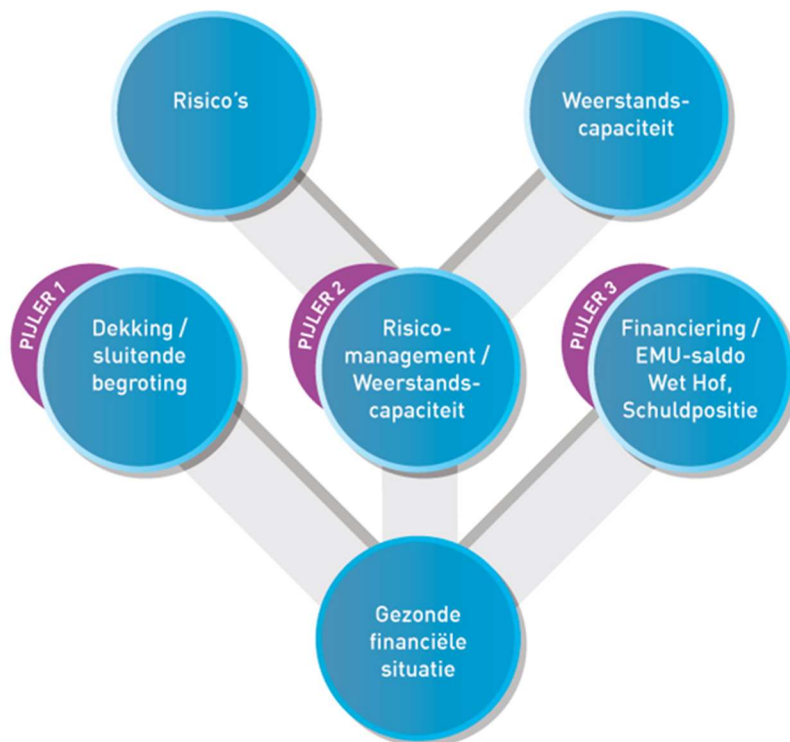 Risico's
Weerstands-
capaciteit
PIJLER 1
Dekking /
sluitende
begroting
PIJLER 2
Risico-
management /
Weerstands-
capaciteit
PIJLER 3
Financiering /
EMU-saldo
Wet Hof,
Schuldpositie
Gezonde
financiële
situatie